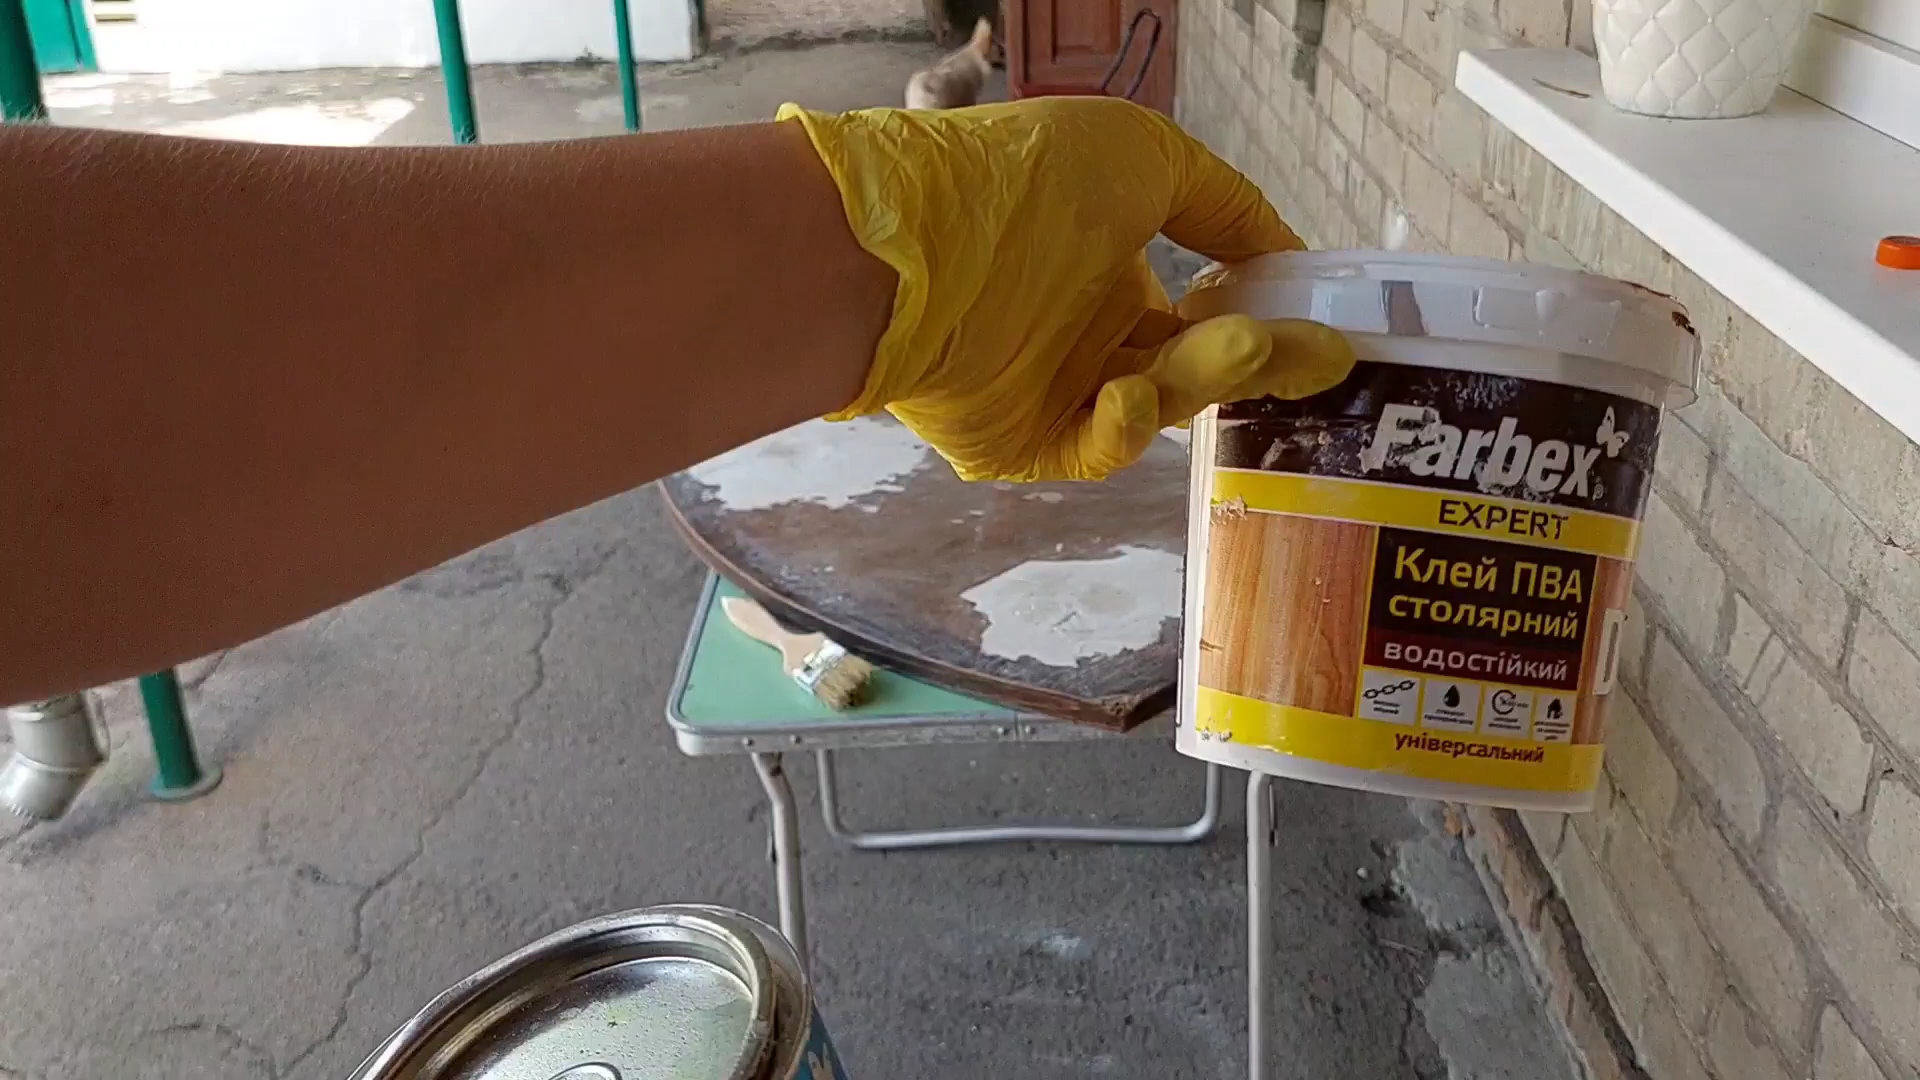 Farbex
EXPERT
Клей ПВА
столярний
водостійкий
універсальний